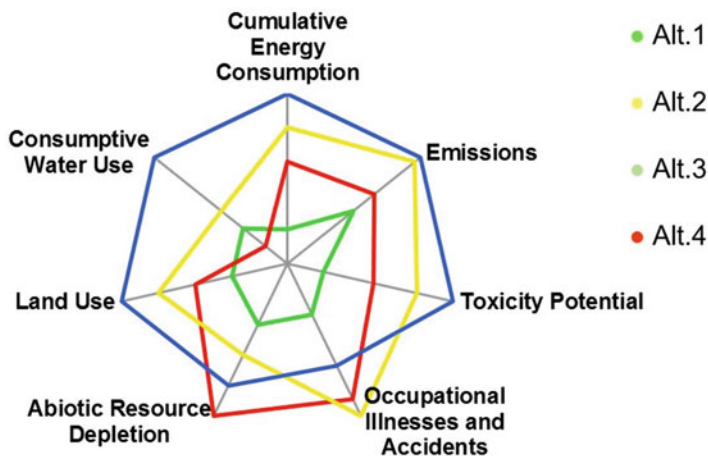 Cumulative
Energy
Consumption
Emissions
Toxicity Potential
Occupational
Illnesses and
Accidents
Abiotic Resource
Depletion
Land Use
Consumptive
Water Use
Alt.1
Alt.2
Alt.3
Alt.4